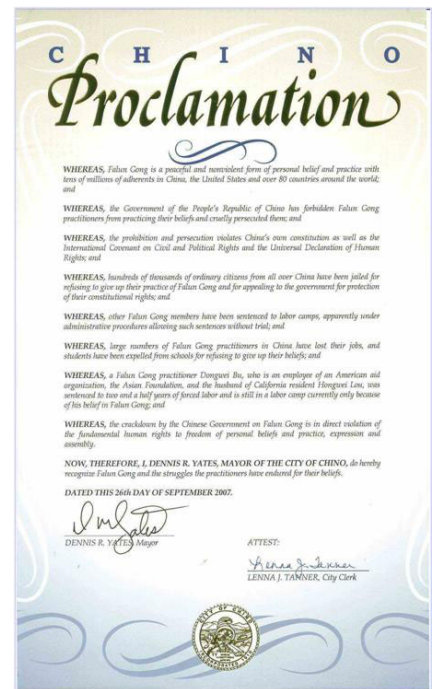 CHINO
Proclamation
WHEREAS, Falun Gong is a peaceful and nonviolent form of personal belief and practice with
tens of millions of adherents in China, the United States and over 80 countries around the world;
and
WHEREAS, the Government of the People's Republic of China has forbidden Falun Gong
practitioners from practicing their beliefs and cruelly persecuted them; and
WHEREAS, the prohibition and persecution violates China's own constitution as well as the
International Covenant on Civil and Political Rights and the Universal Declaration of Human
Rights; and
WHEREAS, hundreds of thousands of ordinary citizens from all over China have been jailed for
refusing to give up their practice of Falun Gong and for appealing to the government for protection
of their constitutional rights; and
WHEREAS, other Falun Gong members have been sentenced to labor camps, apparently under
administrative procedures allowing such sentences without trial; and
WHEREAS, large numbers of Falun Gong practitioners in China have lost their jobs, and
students have been expelled from schools for refusing to give up their beliefs; and
WHEREAS, a Falun Gong practitioner Dongwei Bu, who is an employee of an American aid
organization, the Asian Foundation, and the husband of California resident Hongwei Lou, was
sentenced to two and a half years of forced labor and is still in a labor camp currently only because
of his belief in Falun Gong; and
WHEREAS, the crackdown by the Chinese Government on Falun Gong is in direct violation of
the fundamental human rights to freedom of personal beliefs and practice, expression and
assembly.
NOW, THEREFORE, I, DENNIS R. YATES, MAYOR OF THE CITY OF CHINO, do hereby
recognize Falun Gong and the struggles the practitioners have endured for their beliefs.
DATED THIS 26th DAY OF SEPTEMBER 2007.
DENNIS R. YATES, Mayor
ATTEST:
Lenna J. Tanner
LENNA J. TANNER, City Clerk
CITY OF CHINO